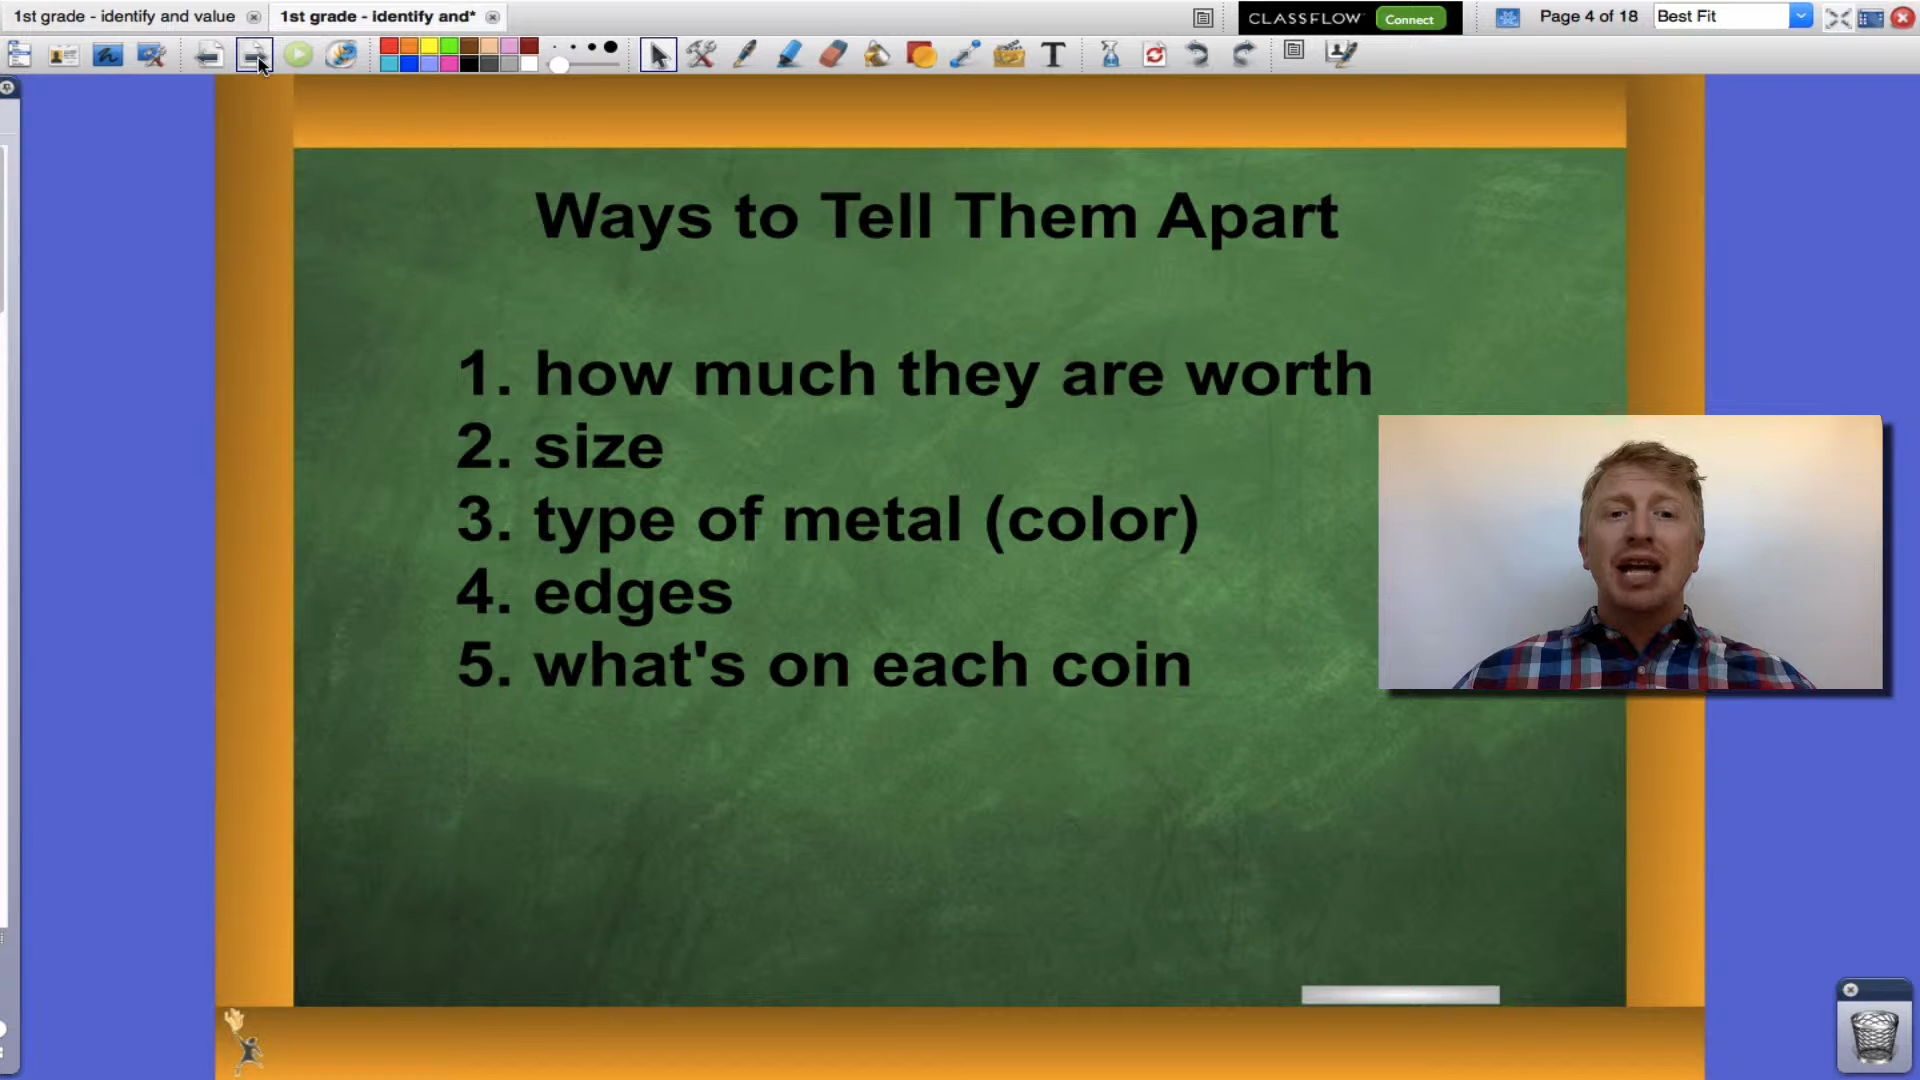 1st grade - identify and value
1st grade - identify and*
CLASSFLOW
Connect
Page 4 of 18
Best Fit
T
Ways to Tell Them Apart
1. how much they are worth
2. size
3. type of metal (color)
4. edges
5. what's on each coin